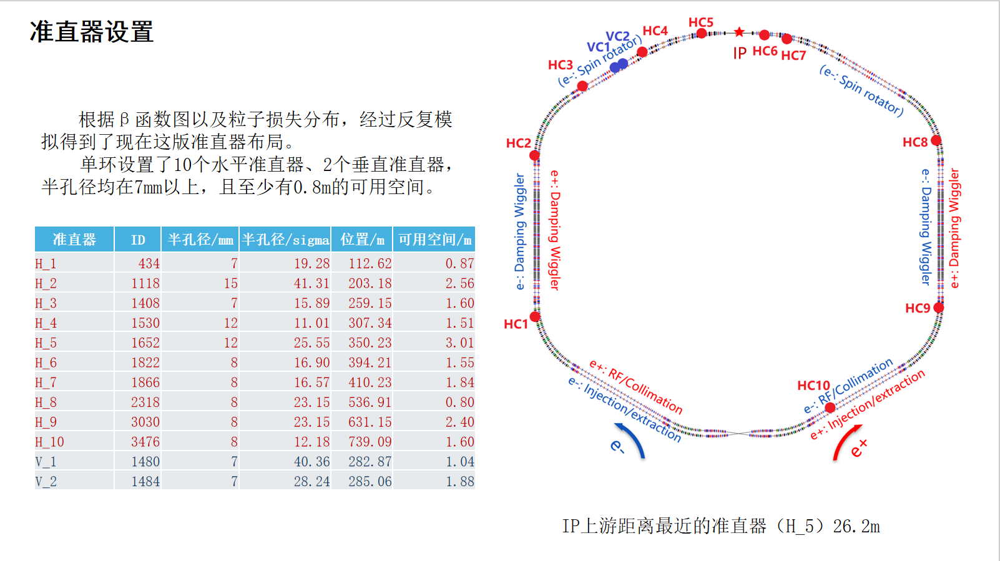 准直器设置
根据β函数图以及粒子损失分布，经过反复模
拟得到了现在这版准直器布局。
单环设置了10个水平准直器、2个垂直准直器，
半孔径均在7mm以上，且至少有0.8m的可用空间。
准直器 ID 半孔径/mm 半孔径/sigma 位置/m 可用空间/m
H_1 434 7 19.28 112.62 0.87
H_2 1118 15 41.31 203.18 2.56
H_3 1408 7 15.89 259.15 1.60
H_4 1530 12 11.01 307.34 1.51
H_5 1652 12 25.55 350.23 3.01
H_6 1822 8 16.90 394.21 1.55
H_7 1866 8 16.57 410.23 1.84
H_8 2318 8 23.15 536.91 0.80
H_9 3030 8 23.15 631.15 2.40
H_10 3476 8 12.18 739.09 1.60
V_1 1480 7 40.36 282.87 1.04
V_2 1484 7 28.24 285.06 1.88
HC5
HC4
VC2
VC1
HC3
(e-: Spin rotator)
IP
HC6
HC7
(e-: Spin rotator)
HC2
HC8
e-: Damping Wiggler
e+: Damping Wiggler
e-: Damping Wiggler
e+: Damping Wiggler
HC1
HC9
e+: RF/Collimation
e-: Injection/extraction
HC10
e-: RF/Collimation
e+: Injection/extraction
e-
e+
IP上游距离最近的准直器（H_5）26.2m